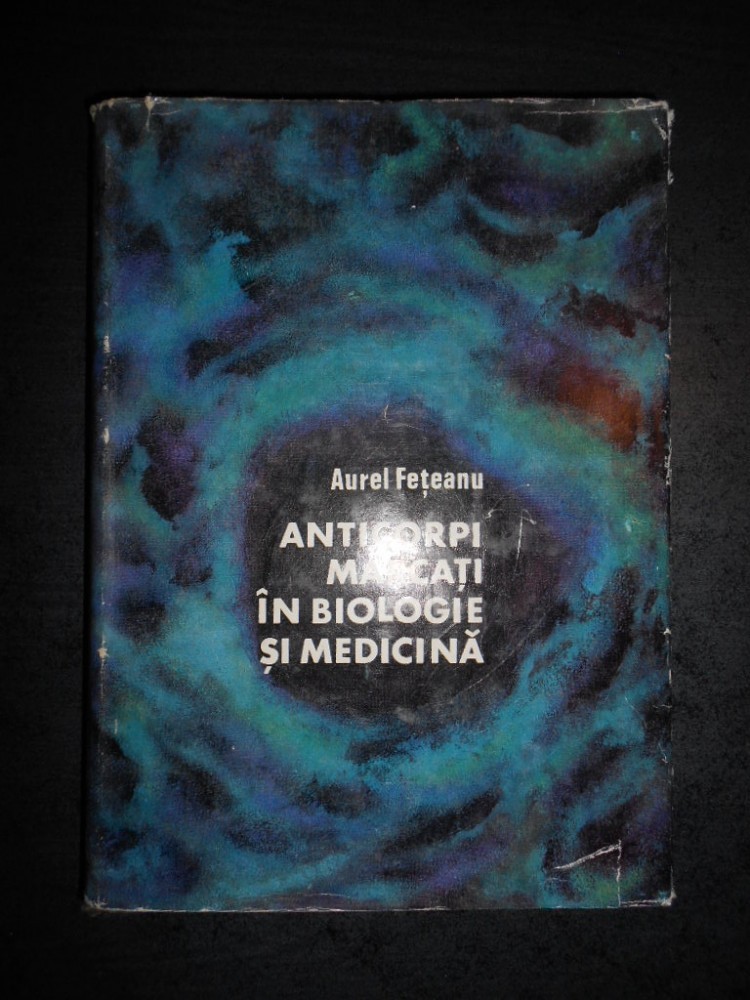 Aurel Fețeanu
ANTICORPI
MARCAȚI
ÎN BIOLOGIE
ȘI MEDICINĂ